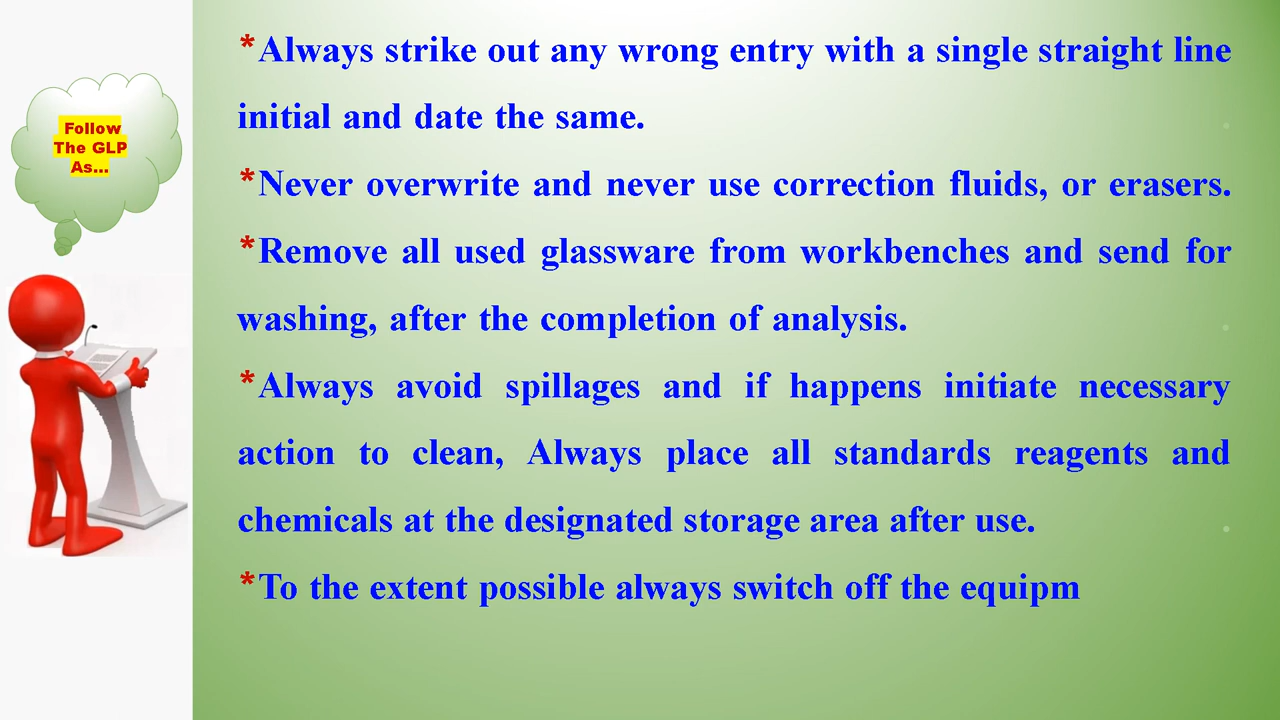 Follow
The GLP
As...
*Always strike out any wrong entry with a single straight line
initial and date the same.
*Never overwrite and never use correction fluids, or erasers.
*Remove all used glassware from workbenches and send for
washing, after the completion of analysis.
*Always avoid spillages and if happens initiate necessary
action to clean, Always place all standards reagents and
chemicals at the designated storage area after use.
*To the extent possible always switch off the equipm